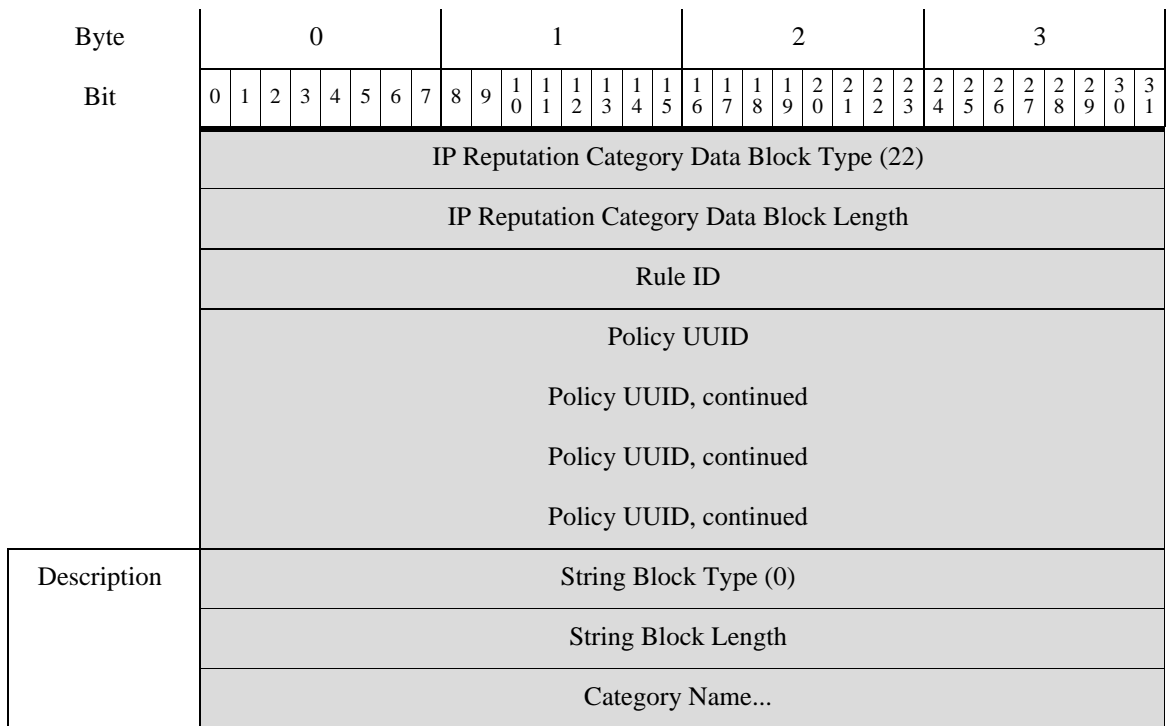 Byte 0 1 2 3
Bit 0 1 2 3 4 5 6 7 8 9 10 11 12 13 14 15 16 17 18 19 20 21 22 23 24 25 26 27 28 29 30 31
IP Reputation Category Data Block Type (22)
IP Reputation Category Data Block Length
Rule ID
Policy UUID
Policy UUID, continued
Policy UUID, continued
Policy UUID, continued
Description String Block Type (0)
String Block Length
Category Name...